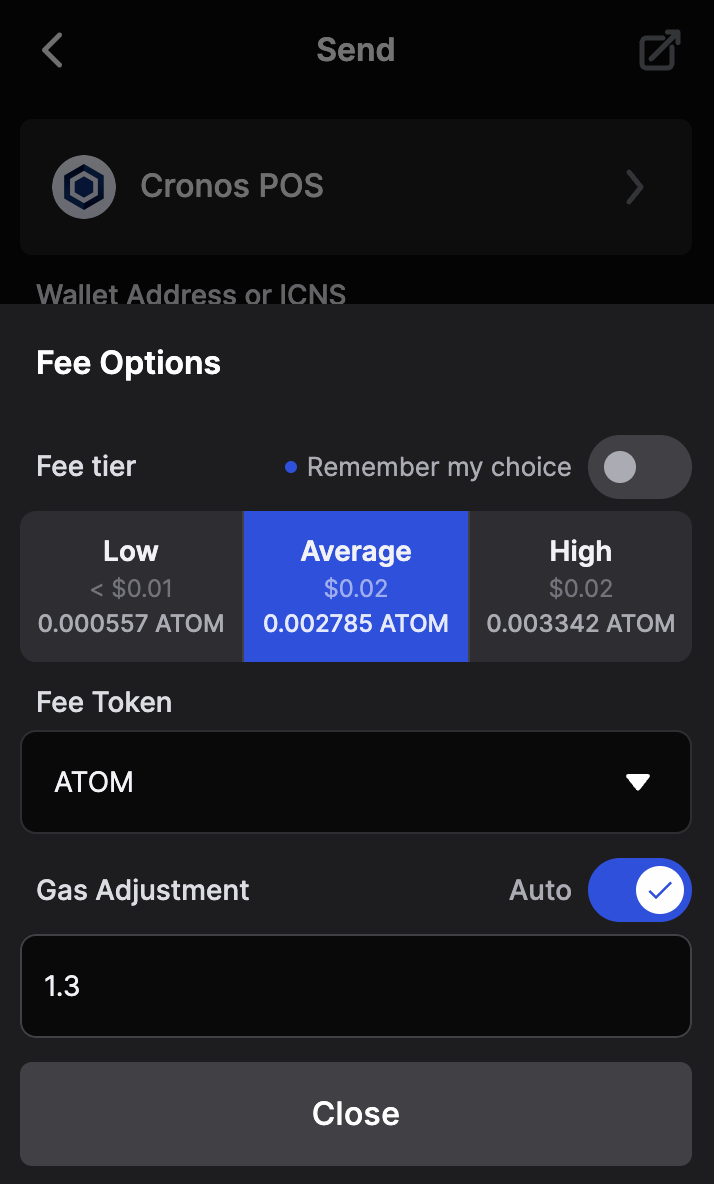 Send
Cronos POS
Wallet Address or ICNS
Fee Options
Fee tier
Remember my choice
Low
< $0.01
0.000557 ATOM
Average
$0.02
0.002785 ATOM
High
$0.02
0.003342 ATOM
Fee Token
ATOM
Gas Adjustment
Auto
1.3
Close